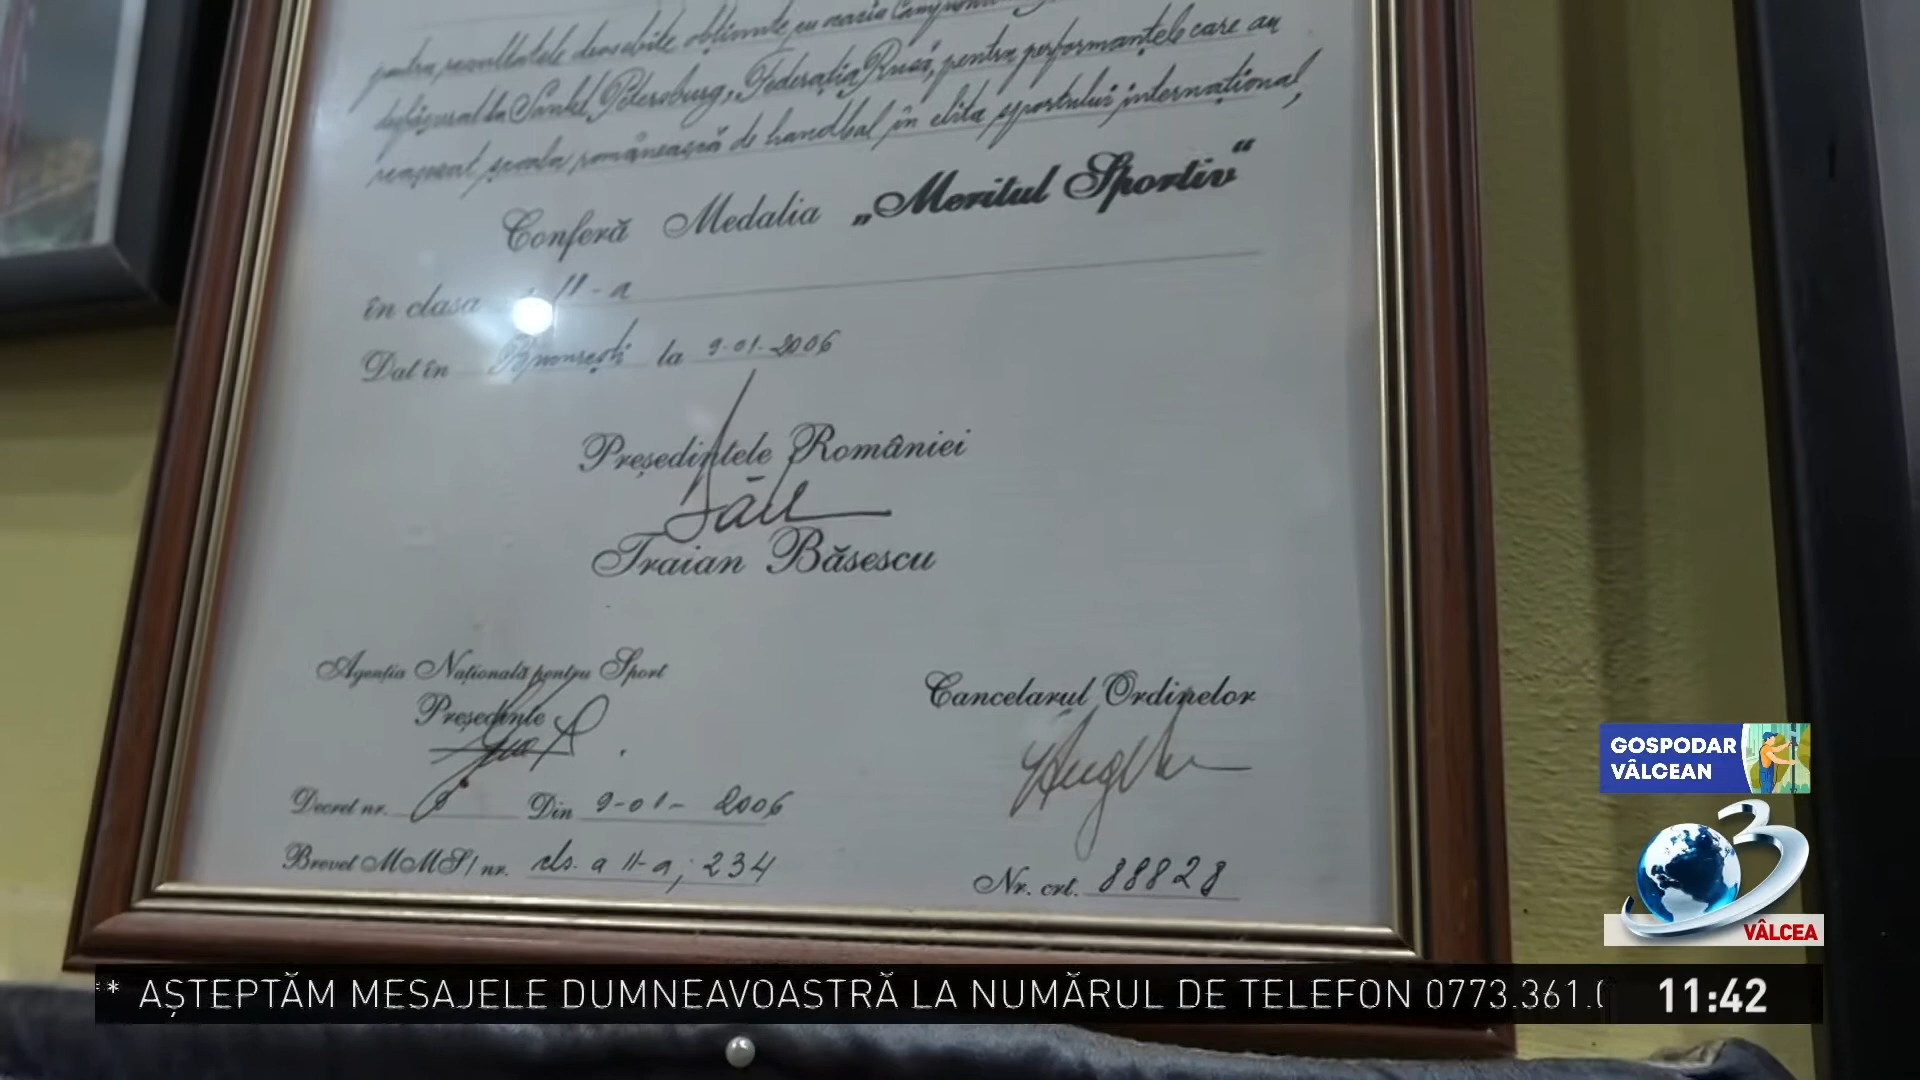 pentru rezultatele deosebite obținute cu ocazia
desfășurat la Sankt Petersburg, Federația Rusă, pentru performanțele care au
reașezat școala românească de handbal în elita sportului internațional,
Conferă Medalia „Meritul Sportiv“
în clasa a II-a
Dat în București la 9-01-2006
Președintele României
Traian Băsescu
Agenția Națională pentru Sport
Președinte
Cancelarul Ordinelor
Decret nr. 8 Din 9-01-2006
Brevet MMS/nr. cls. a II-a; 234
Nr. crt. 88828
GOSPODAR
VÂLCEAN
3
VÂLCEA
* AȘTEPTĂM MESAJELE DUMNEAVOASTRĂ LA NUMĂRUL DE TELEFON 0773.361.
11:42